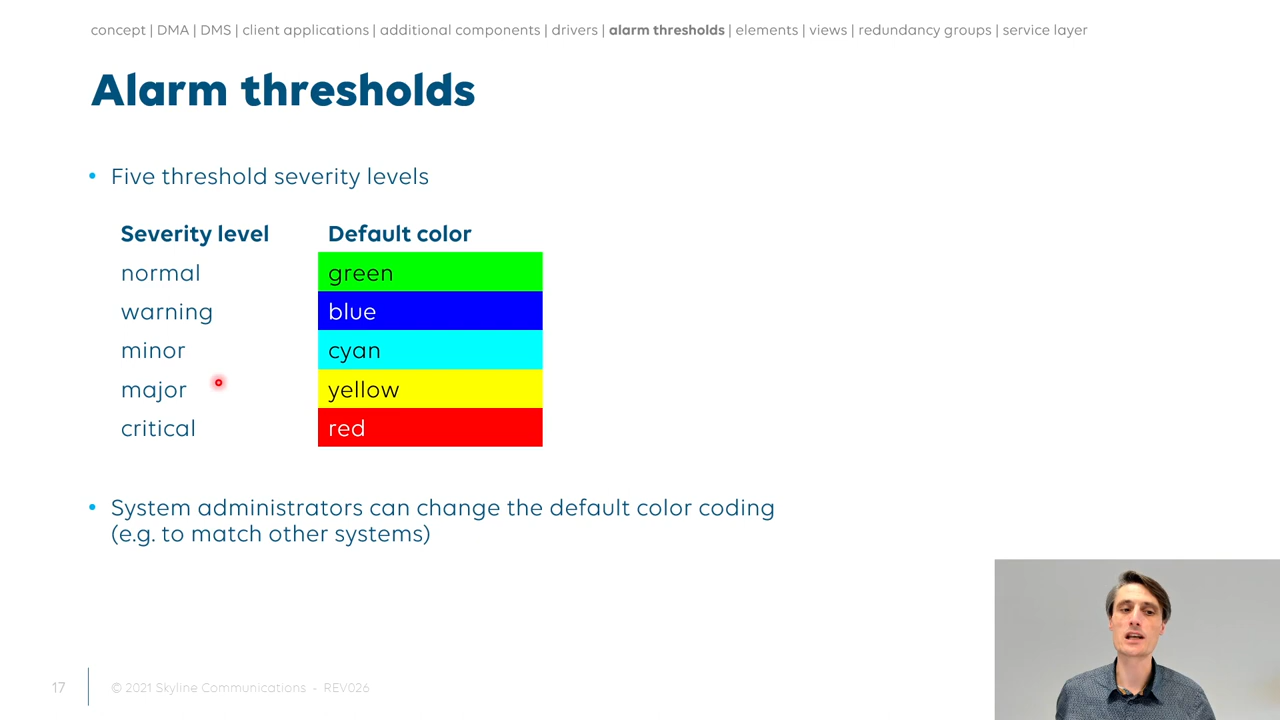 concept | DMA | DMS | client applications | additional components | drivers | alarm thresholds | elements | views | redundancy groups | service layer
Alarm thresholds
• Five threshold severity levels
Severity level Default color
normal green
warning blue
minor cyan
major yellow
critical red
• System administrators can change the default color coding
(e.g. to match other systems)
17 © 2021 Skyline Communications - REV026